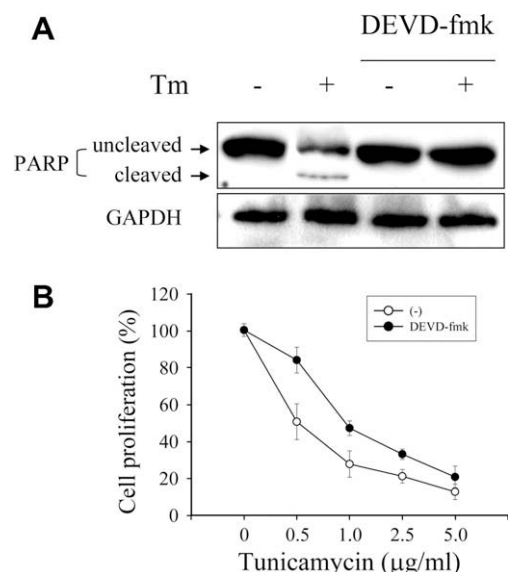 A
DEVD-fmk
Tm - + - +
PARP
uncleaved
cleaved
GAPDH
B
120
100
80
60
40
20
0
Cell proliferation (%)
(-)
DEVD-fmk
0 0.5 1.0 2.5 5.0
Tunicamycin (μg/ml)